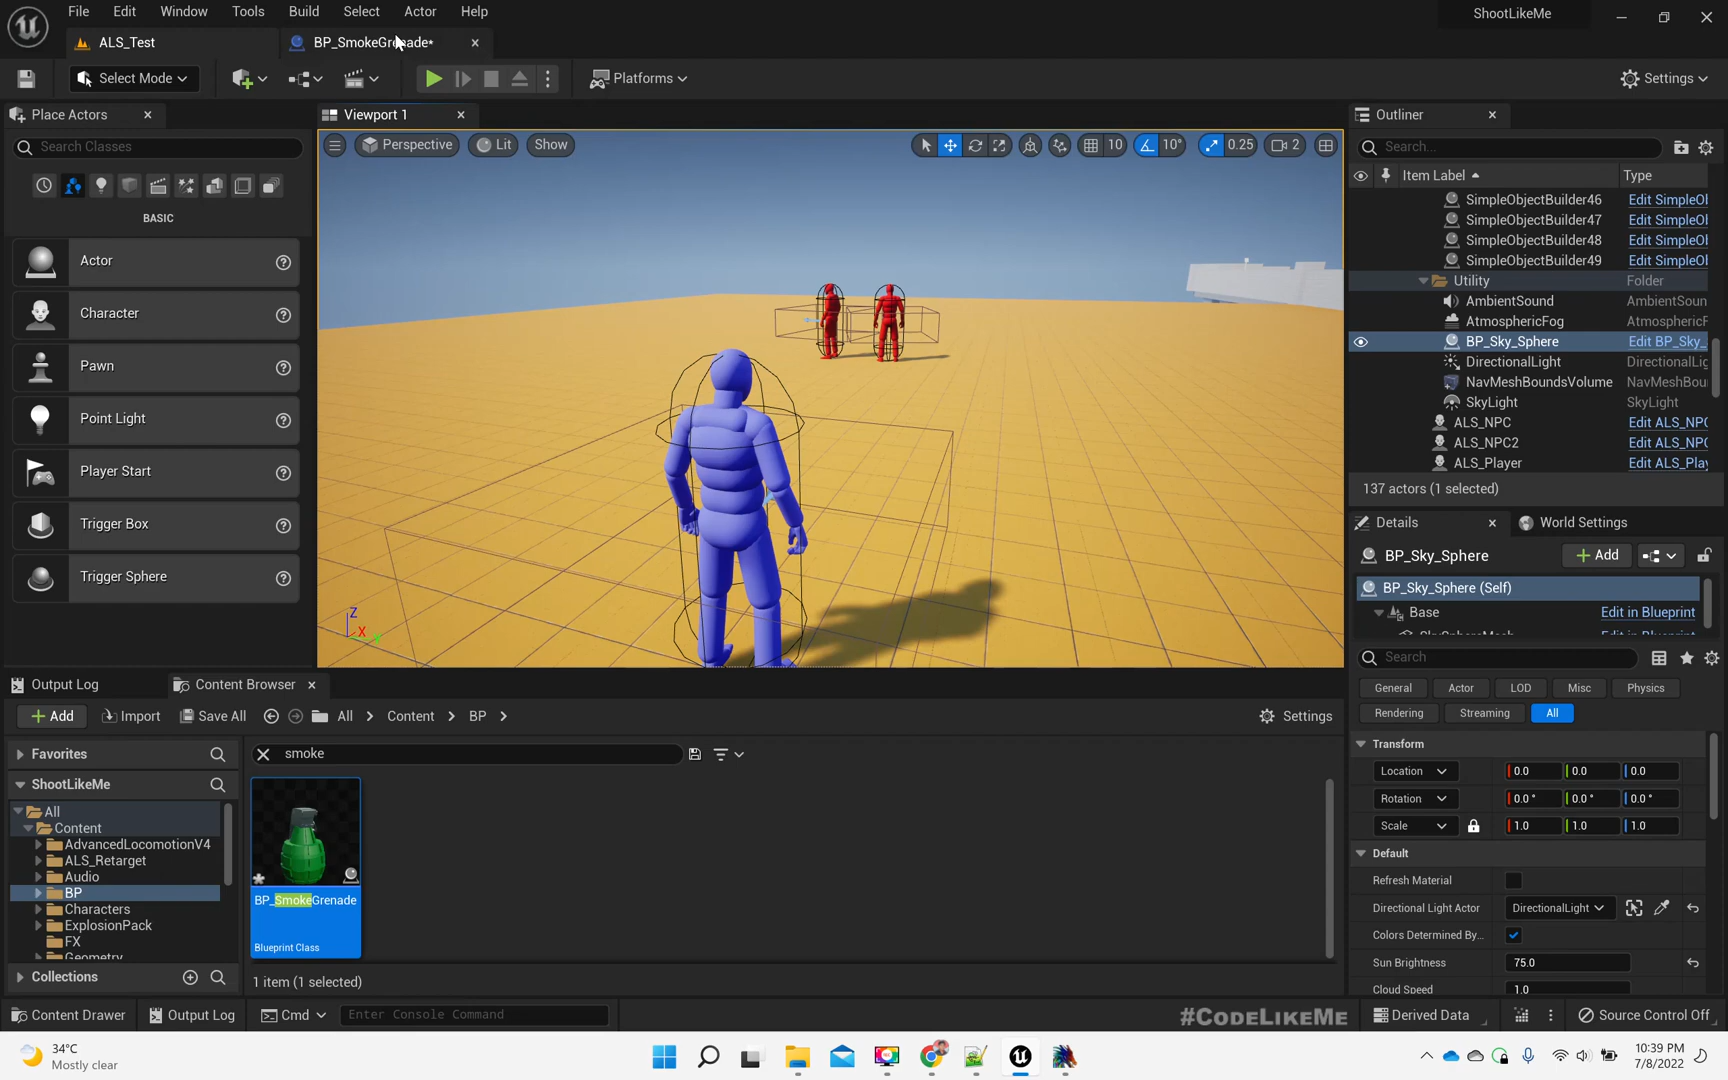 File Edit Window Tools Build Select Actor Help
ShootLikeMe
ALS_Test
BP_SmokeGrenade*
Select Mode
Platforms
Settings
Place Actors
Search Classes
BASIC
Actor
Character
Pawn
Point Light
Player Start
Trigger Box
Trigger Sphere
Viewport 1
Perspective Lit Show
10 10° 0.25 2
Z
X
Y
Outliner
Search...
Item Label Type
SimpleObjectBuilder46 Edit SimpleOl
SimpleObjectBuilder47 Edit SimpleOl
SimpleObjectBuilder48 Edit SimpleOl
SimpleObjectBuilder49 Edit SimpleOl
Utility Folder
AmbientSound AmbientSoun
AtmosphericFog AtmosphericF
BP_Sky_Sphere Edit BP_Sky_
DirectionalLight DirectionalLig
NavMeshBoundsVolume NavMeshBou
SkyLight SkyLight
ALS_NPC Edit ALS_NPC
ALS_NPC2 Edit ALS_NPC
ALS_Player Edit ALS_Play
137 actors (1 selected)
Details
World Settings
BP_Sky_Sphere
Add
BP_Sky_Sphere (Self)
Base Edit in Blueprint
Search
General Actor LOD Misc Physics
Rendering Streaming All
Transform
Location 0.0 0.0 0.0
Rotation 0.0° 0.0° 0.0°
Scale 1.0 1.0 1.0
Default
Refresh Material
Directional Light Actor DirectionalLight
Colors Determined By...
Sun Brightness 75.0
Cloud Speed 1.0
Output Log
Content Browser
Add Import Save All All Content BP
Settings
Favorites
ShootLikeMe
All
Content
AdvancedLocomotionV4
ALS_Retarget
Audio
BP
Characters
ExplosionPack
FX
Geometry
Collections
smoke
BP_SmokeGrenade
Blueprint Class
1 item (1 selected)
Content Drawer Output Log Cmd Enter Console Command
#CODELIKEME
Derived Data
Source Control Off
34°C
Mostly clear
10:39 PM
7/8/2022